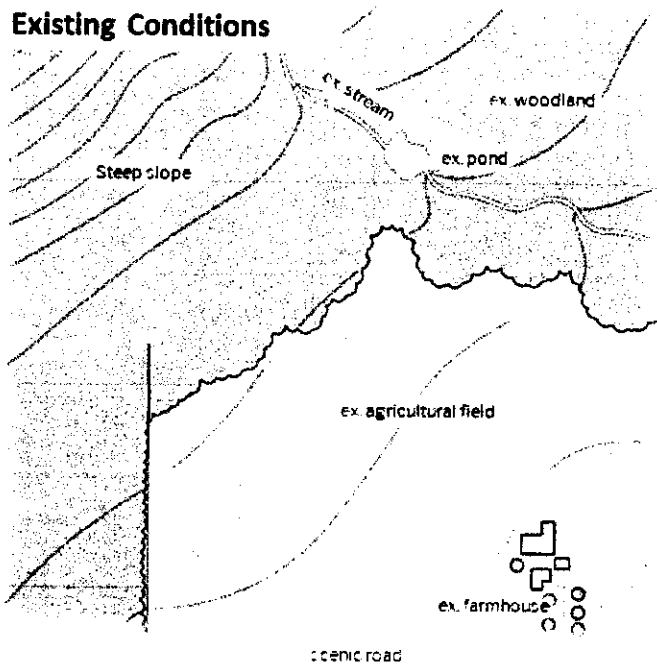 Existing Conditions
ex. stream
ex. woodland
ex. pond
Steep slope
ex. agricultural field
ex. farmhouse
scenic road